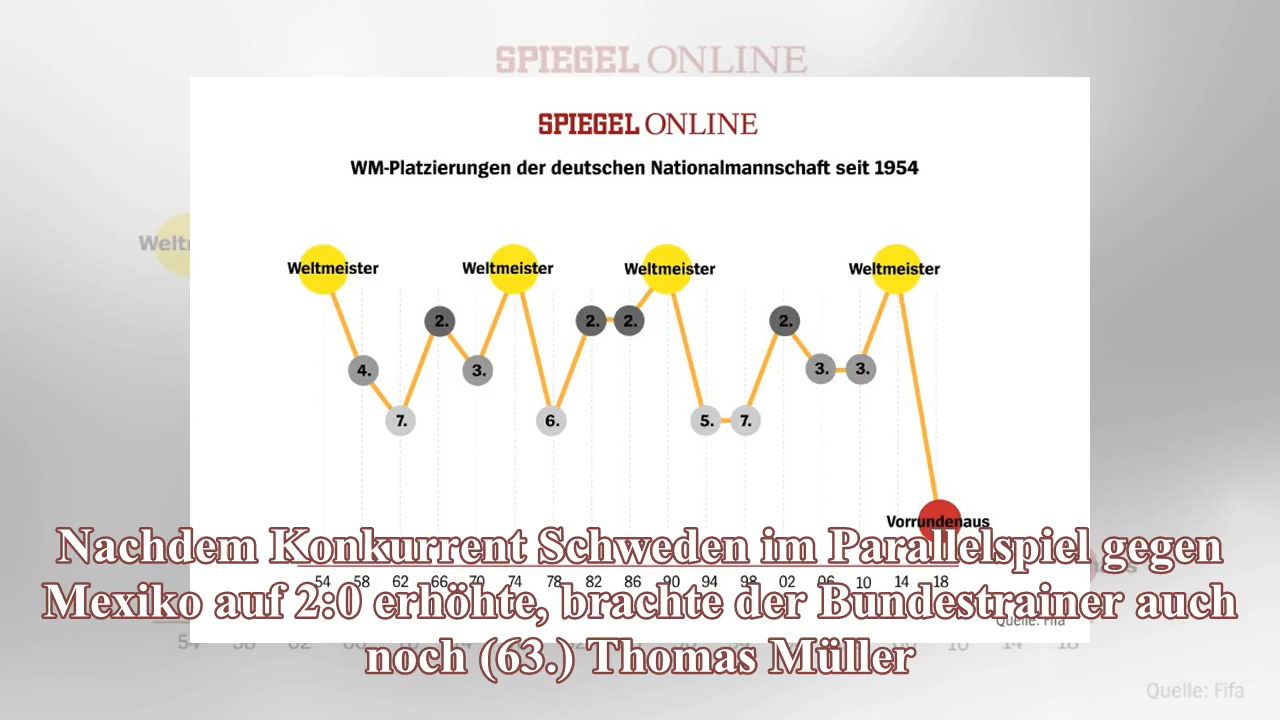 SPIEGEL ONLINE
SPIEGEL ONLINE
WM-Platzierungen der deutschen Nationalmannschaft seit 1954
Weltmeister Weltmeister Weltmeister Weltmeister
2. 2. 2. 2.
4. 3. 3. 3.
7. 6. 5. 7.
Vorrundenaus
Nachdem Konkurrent Schweden im Parallelspiel gegen
54 58 62 66 70 74 78 82 86 90 94 98 02 06 10 14 18
Mexiko auf 2:0 erhöhte, brachte der Bundestrainer auch
Quelle: Fifa
noch (63.) Thomas Müller
Quelle: Fifa